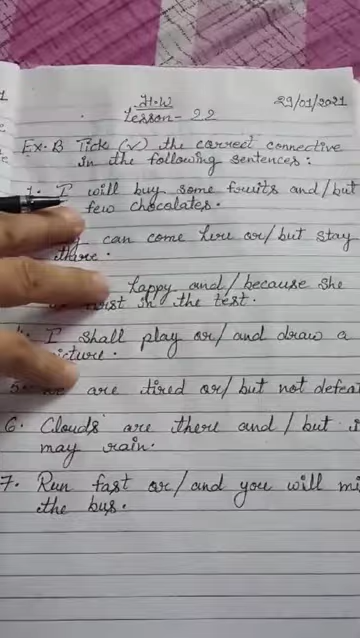 H.W
29/01/2021
Lesson - 22
Ex. B Tick (✓) the correct connective
in the following sentences :
1. I will buy some fruits and/but
few chocolates.
can come here or/but stay
there.
happy and/because she
in the test.
4. I shall play or/and draw a
picture.
5. are tired or/but not defeat
6. Clouds are there and/but i
may rain.
7. Run fast or/and you will mi
the bus.